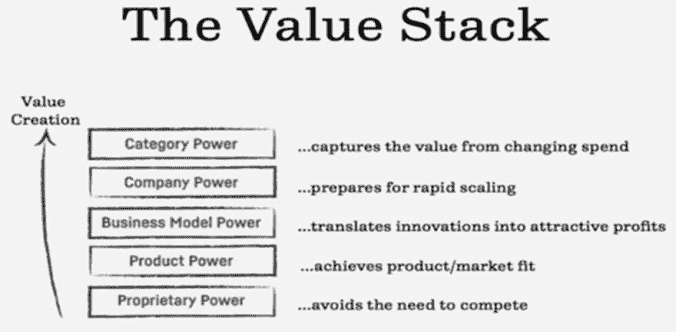 The Value Stack
Value
Creation
Category Power ...captures the value from changing spend
Company Power ...prepares for rapid scaling
Business Model Power ...translates innovations into attractive profits
Product Power ...achieves product/market fit
Proprietary Power ...avoids the need to compete